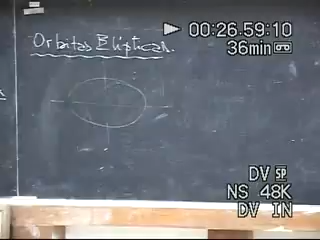 00:26.59:10
Orbitas Elípticas.
36min
DV SP
NS 48K
DV IN